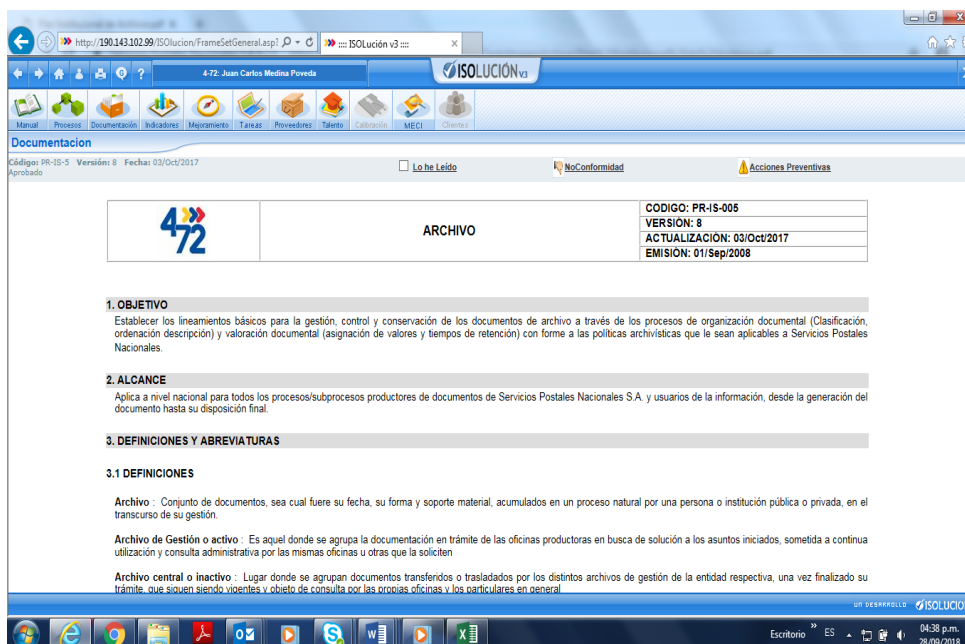 http://190.143.102.99/ISOlucion/FrameSetGeneral.asp?
:::: ISOLución v3 ::::
4-72: Juan Carlos Medina Poveda
ISOLUCIÓN V3
Manual Procesos Documentación Indicadores Mejoramiento Tareas Proveedores Talento Calibración MECI Clientes
Documentacion
Código: PR-IS-5 Versión: 8 Fecha: 03/Oct/2017
Aprobado
Lo he Leído NoConformidad Acciones Preventivas
472
ARCHIVO
CODIGO: PR-IS-005
VERSIÓN: 8
ACTUALIZACIÓN: 03/Oct/2017
EMISIÓN: 01/Sep/2008
1. OBJETIVO
Establecer los lineamientos básicos para la gestión, control y conservación de los documentos de archivo a través de los procesos de organización documental (Clasificación,
ordenación descripción) y valoración documental (asignación de valores y tiempos de retención) con forme a las políticas archivísticas que le sean aplicables a Servicios Postales
Nacionales.
2. ALCANCE
Aplica a nivel nacional para todos los procesos/subprocesos productores de documentos de Servicios Postales Nacionales S.A. y usuarios de la información, desde la generación del
documento hasta su disposición final.
3. DEFINICIONES Y ABREVIATURAS
3.1 DEFINICIONES
Archivo : Conjunto de documentos, sea cual fuere su fecha, su forma y soporte material, acumulados en un proceso natural por una persona o institución pública o privada, en el
transcurso de su gestión.
Archivo de Gestión o activo : Es aquel donde se agrupa la documentación en trámite de las oficinas productoras en busca de solución a los asuntos iniciados, sometida a continua
utilización y consulta administrativa por las mismas oficinas u otras que la soliciten
Archivo central o inactivo : Lugar donde se agrupan documentos transferidos o trasladados por los distintos archivos de gestión de la entidad respectiva, una vez finalizado su
trámite, que siguen siendo vigentes y objeto de consulta por las propias oficinas y los particulares en general
UN DESARROLLO ISOLUCIO
Escritorio ES 04:38 p.m.
28/09/2018